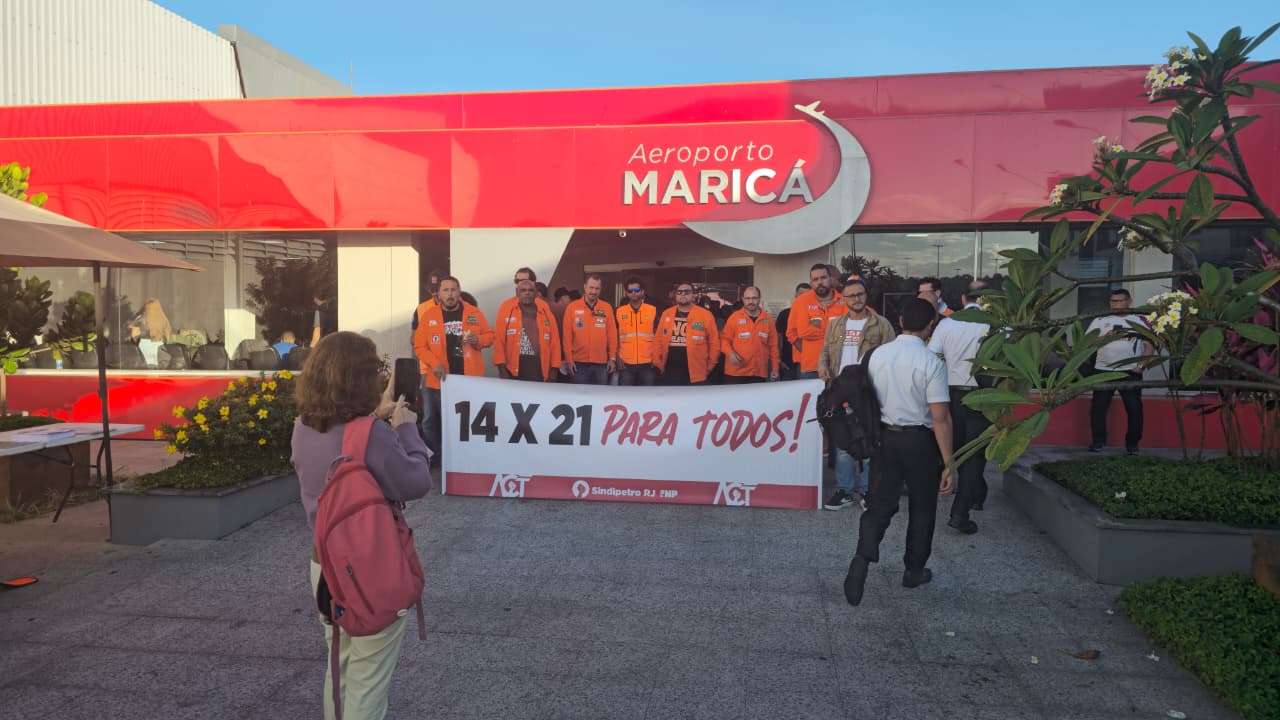 Aeroporto
MARICÁ
14 X 21 PARA TODOS!
ACT Sindipetro RJ FNP ACT